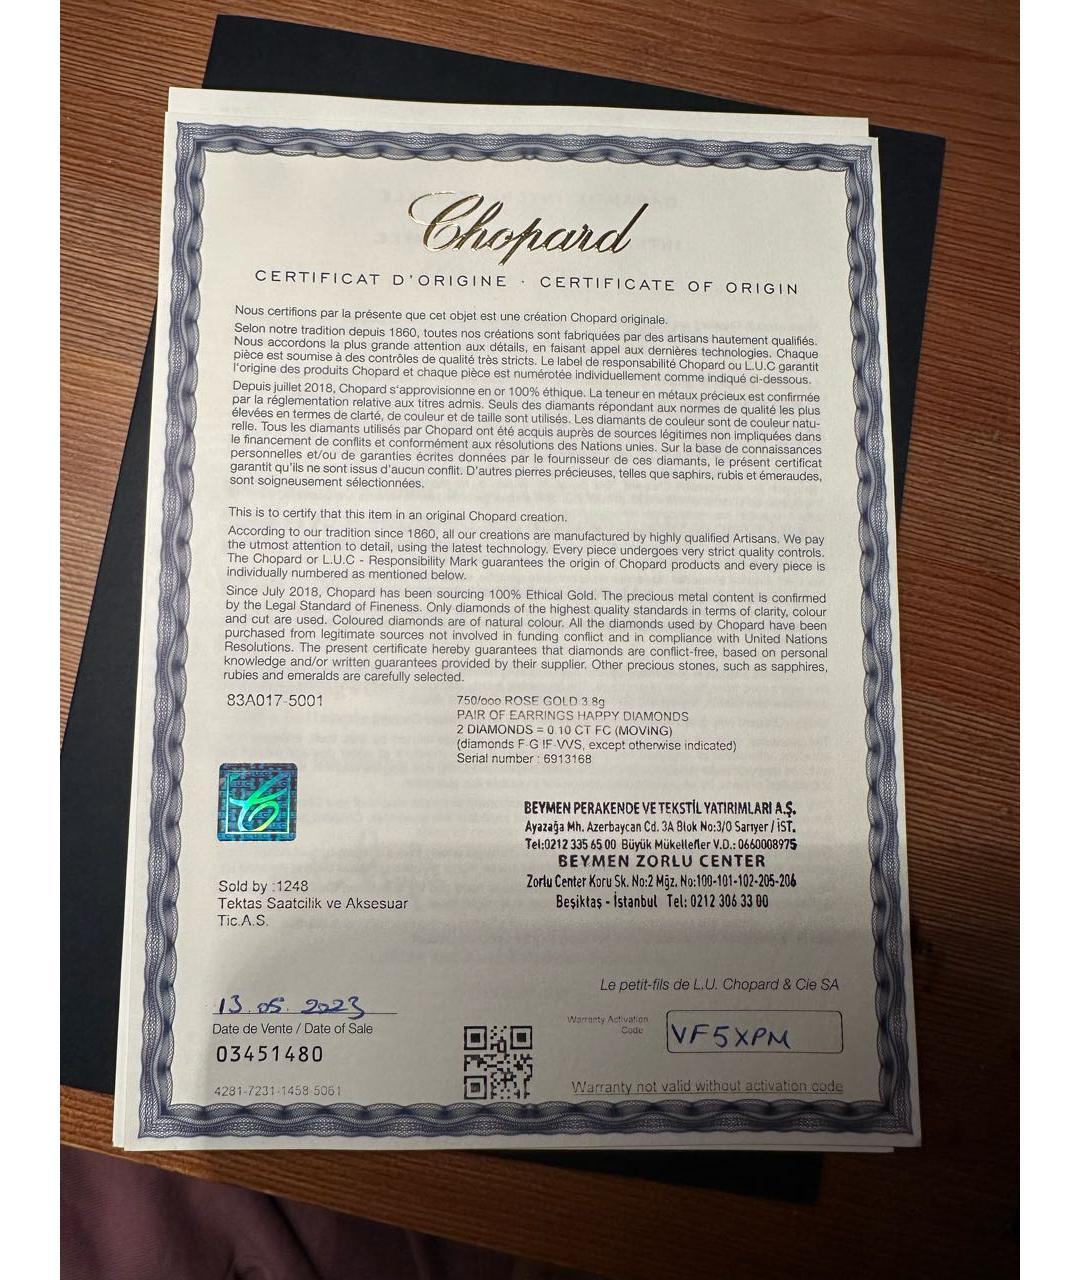 Chopard
CERTIFICAT D'ORIGINE · CERTIFICATE OF ORIGIN
Nous certifions par la présente que cet objet est une création Chopard originale.
Selon notre tradition depuis 1860, toutes nos créations sont fabriquées par des artisans hautement qualifiés.
Nous accordons la plus grande attention aux détails, en faisant appel aux dernières technologies. Chaque
pièce est soumise à des contrôles de qualité très stricts. Le label de responsabilité Chopard ou L.U.C garantit
l'origine des produits Chopard et chaque pièce est numérotée individuellement comme indiqué ci-dessous.
Depuis juillet 2018, Chopard s'approvisionne en or 100% éthique. La teneur en métaux précieux est confirmée
par la réglementation relative aux titres admis. Seuls des diamants répondant aux normes de qualité les plus
élevées en termes de clarté, de couleur et de taille sont utilisés. Les diamants de couleur sont de couleur natu-
relle. Tous les diamants utilisés par Chopard ont été acquis auprès de sources légitimes non impliquées dans
le financement de conflits et conformément aux résolutions des Nations unies. Sur la base de connaissances
personnelles et/ou de garanties écrites données par le fournisseur de ces diamants, le présent certificat
garantit qu'ils ne sont issus d'aucun conflit. D'autres pierres précieuses, telles que saphirs, rubis et émeraudes,
sont soigneusement sélectionnées.
This is to certify that this item in an original Chopard creation.
According to our tradition since 1860, all our creations are manufactured by highly qualified Artisans. We pay
the utmost attention to detail, using the latest technology. Every piece undergoes very strict quality controls.
The Chopard or L.U.C - Responsibility Mark guarantees the origin of Chopard products and every piece is
individually numbered as mentioned below.
Since July 2018, Chopard has been sourcing 100% Ethical Gold. The precious metal content is confirmed
by the Legal Standard of Fineness. Only diamonds of the highest quality standards in terms of clarity, colour
and cut are used. Coloured diamonds are of natural colour. All the diamonds used by Chopard have been
purchased from legitimate sources not involved in funding conflict and in compliance with United Nations
Resolutions. The present certificate hereby guarantees that diamonds are conflict-free, based on personal
knowledge and/or written guarantees provided by their supplier. Other precious stones, such as sapphires,
rubies and emeralds are carefully selected.
83A017-5001
750/ooo ROSE GOLD 3.8g
PAIR OF EARRINGS HAPPY DIAMONDS
2 DIAMONDS = 0.10 CT FC (MOVING)
(diamonds F-G IF-VVS, except otherwise indicated)
Serial number : 6913168
BEYMEN PERAKENDE VE TEKSTİL YATIRIMLARI A.Ş.
Ayazağa Mh. Azerbaycan Cd. 3A Blok No:3/0 Sarıyer / İST.
Tel:0212 335 65 00 Büyük Mükellefler V.D.: 0660008975
BEYMEN ZORLU CENTER
Zorlu Center Koru Sk. No:2 Mğz. No:100-101-102-205-206
Beşiktaş - İstanbul Tel: 0212 306 33 00
Sold by :1248
Tektas Saatcilik ve Aksesuar
Tic.A.S.
Le petit-fils de L.U. Chopard & Cie SA
13.05.2023
Date de Vente / Date of Sale
03451480
4281-7231-1458-5061
Warranty Activation
Code
VF5XPM
Warranty not valid without activation code